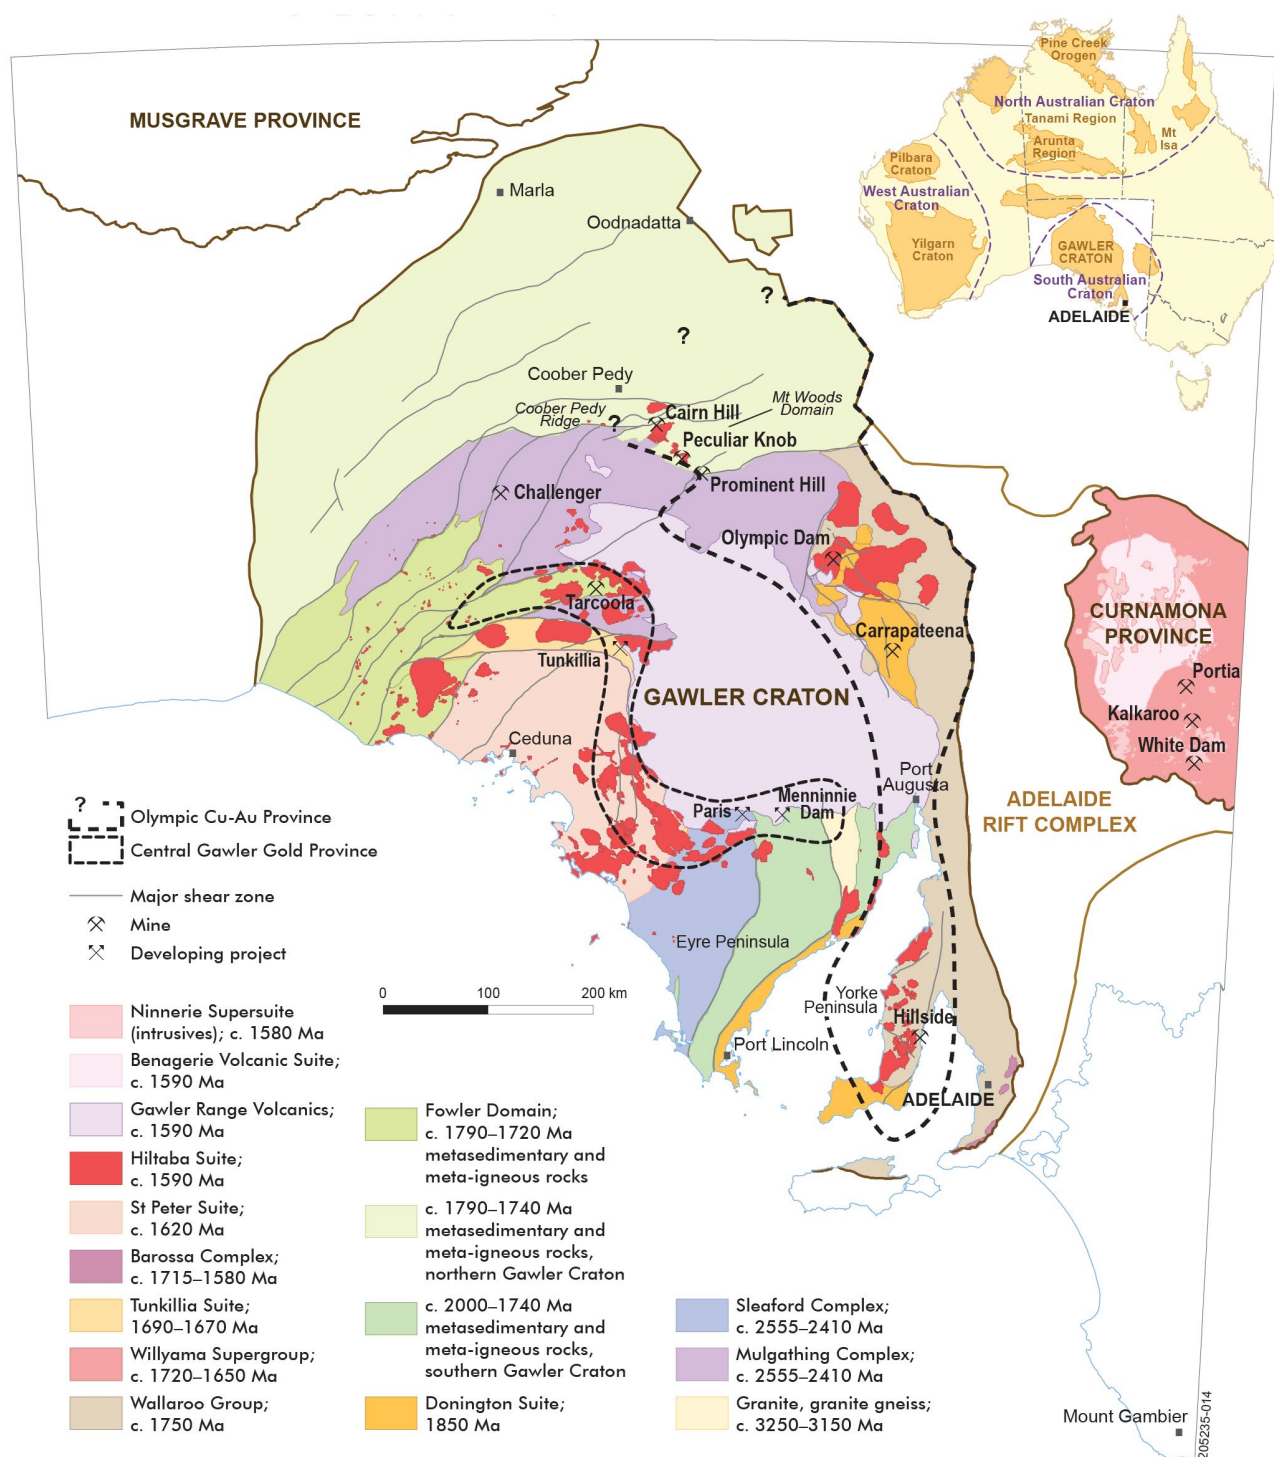 MUSGRAVE PROVINCE
Marla
Oodnadatta
?
?
Coober Pedy
Coober Pedy
Ridge
?
Cairn Hill
Mt Woods
Domain
Peculiar Knob
Prominent Hill
Challenger
Olympic Dam
Tarcoola
Carrapateena
Tunkillia
GAWLER CRATON
Ceduna
Port
Augusta
Paris
Menninnie
Dam
Eyre Peninsula
Yorke
Peninsula
Hillside
Port Lincoln
ADELAIDE
CURNAMONA
PROVINCE
Portia
Kalkaroo
White Dam
ADELAIDE
RIFT COMPLEX
Mount Gambier
205235-014
Pine Creek
Orogen
North Australian Craton
Tanami Region
Arunta
Region
Mt
Isa
Pilbara
Craton
West Australian
Craton
Yilgarn
Craton
GAWLER
CRATON
South Australian
Craton
ADELAIDE
?
Olympic Cu-Au Province
Central Gawler Gold Province
Major shear zone
Mine
Developing project
0 100 200 km
Ninnerie Supersuite
(intrusives); c. 1580 Ma
Benagerie Volcanic Suite;
c. 1590 Ma
Gawler Range Volcanics;
c. 1590 Ma
Hiltaba Suite;
c. 1590 Ma
St Peter Suite;
c. 1620 Ma
Barossa Complex;
c. 1715–1580 Ma
Tunkillia Suite;
1690–1670 Ma
Willyama Supergroup;
c. 1720–1650 Ma
Wallaroo Group;
c. 1750 Ma
Fowler Domain;
c. 1790–1720 Ma
metasedimentary and
meta-igneous rocks
c. 1790–1740 Ma
metasedimentary and
meta-igneous rocks,
northern Gawler Craton
c. 2000–1740 Ma
metasedimentary and
meta-igneous rocks,
southern Gawler Craton
Donington Suite;
1850 Ma
Sleaford Complex;
c. 2555–2410 Ma
Mulgathing Complex;
c. 2555–2410 Ma
Granite, granite gneiss;
c. 3250–3150 Ma